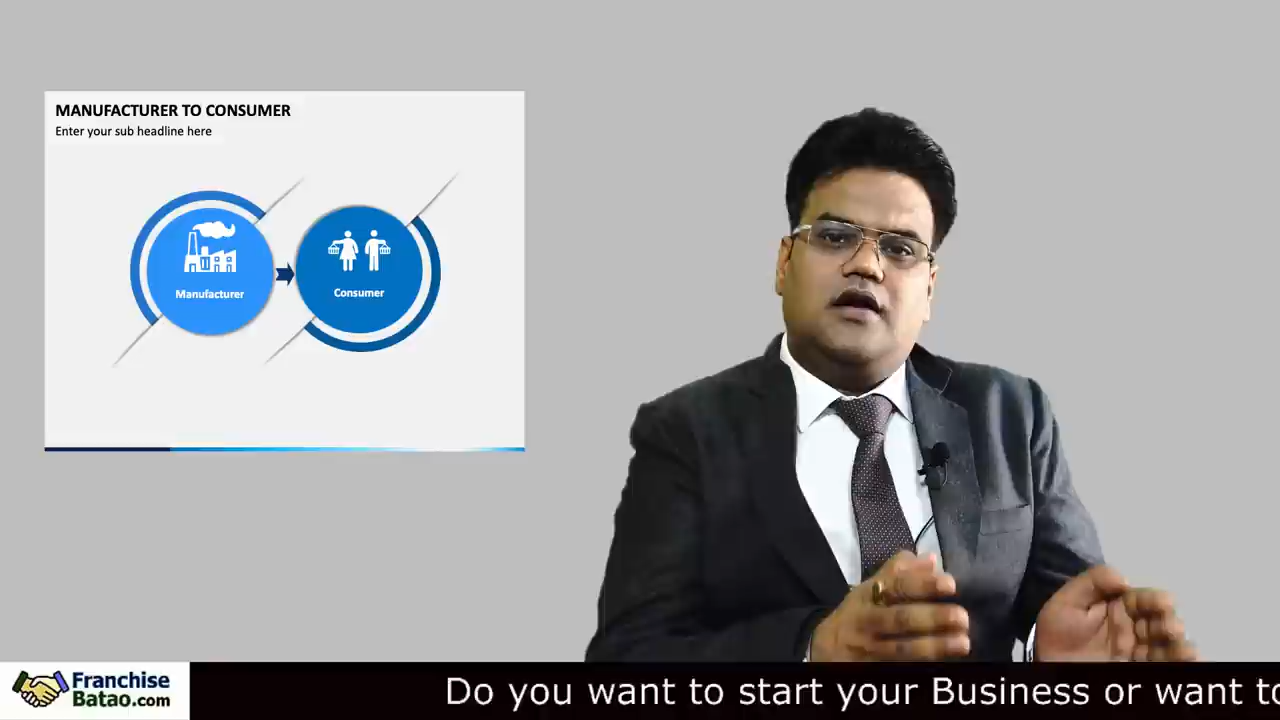 MANUFACTURER TO CONSUMER
Enter your sub headline here
Manufacturer
Consumer
Franchise
Batao.com
Do you want to start your Business or want to